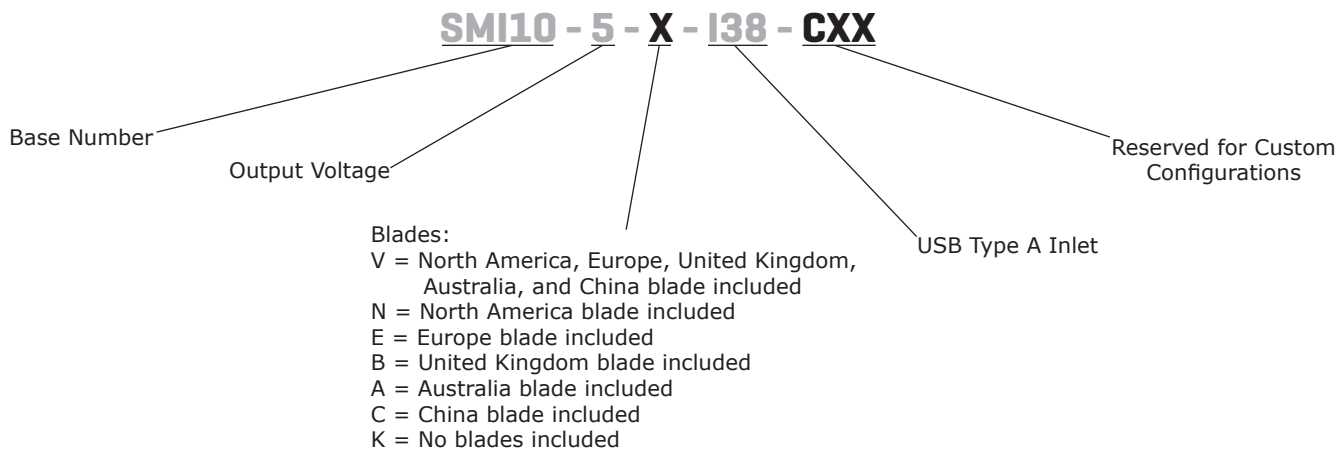 SMI10 - 5 - X - I38 - CXX
Base Number
Output Voltage
Reserved for Custom
Configurations
USB Type A Inlet
Blades:
V = North America, Europe, United Kingdom,
Australia, and China blade included
N = North America blade included
E = Europe blade included
B = United Kingdom blade included
A = Australia blade included
C = China blade included
K = No blades included